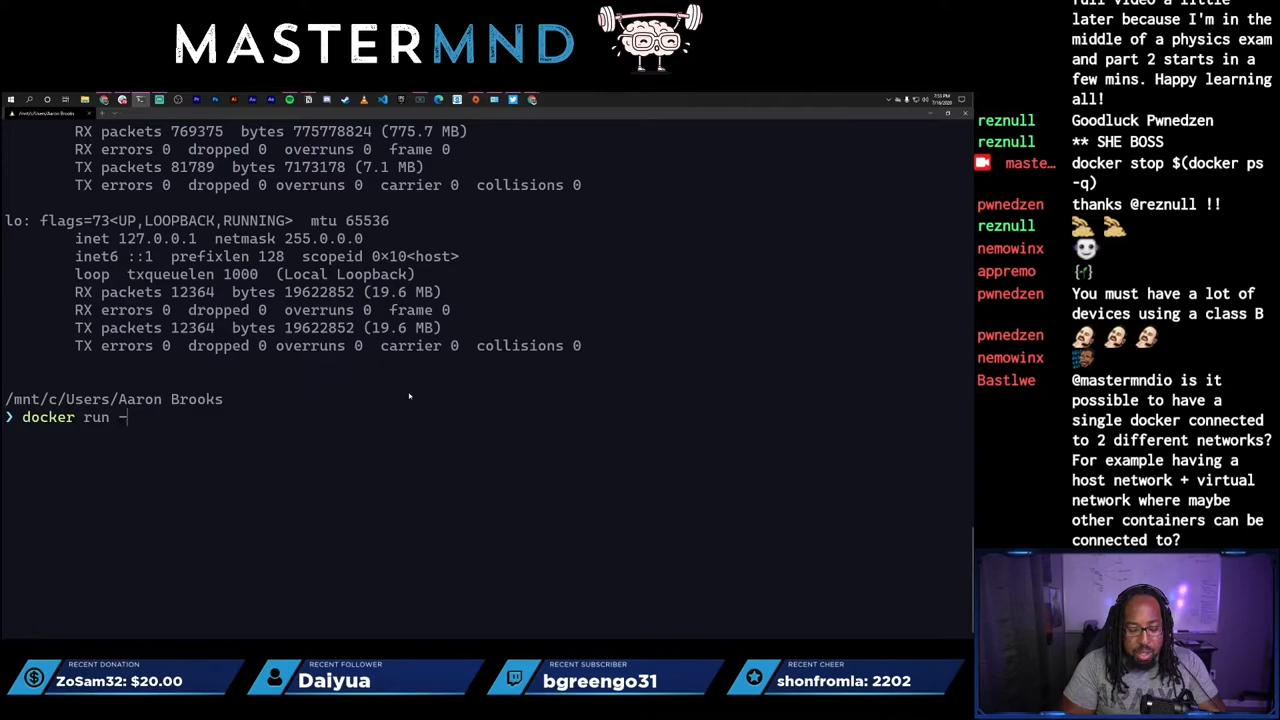 MASTERMND
7:53 PM
7/16/2020
/mnt/c/Users/Aaron Brooks
RX packets 769375 bytes 775778824 (775.7 MB)
RX errors 0 dropped 0 overruns 0 frame 0
TX packets 81789 bytes 7173178 (7.1 MB)
TX errors 0 dropped 0 overruns 0 carrier 0 collisions 0
lo: flags=73<UP,LOOPBACK,RUNNING> mtu 65536
inet 127.0.0.1 netmask 255.0.0.0
inet6 ::1 prefixlen 128 scopeid 0×10<host>
loop txqueuelen 1000 (Local Loopback)
RX packets 12364 bytes 19622852 (19.6 MB)
RX errors 0 dropped 0 overruns 0 frame 0
TX packets 12364 bytes 19622852 (19.6 MB)
TX errors 0 dropped 0 overruns 0 carrier 0 collisions 0
/mnt/c/Users/Aaron Brooks
❯ docker run -
full video a little
later because I'm in the
middle of a physics exam
and part 2 starts in a
few mins. Happy learning
all!
reznull Goodluck Pwnedzen
reznull ** SHE BOSS
maste… docker stop $(docker ps
-q)
pwnedzen thanks @reznull !!
reznull
nemowinx
appremo
pwnedzen You must have a lot of
devices using a class B
pwnedzen
nemowinx
Bastlwe @mastermndio is it
possible to have a
single docker connected
to 2 different networks?
For example having a
host network + virtual
network where maybe
other containers can be
connected to?
RECENT DONATION
ZoSam32: $20.00
RECENT FOLLOWER
Daiyua
RECENT SUBSCRIBER
bgreengo31
RECENT CHEER
shonfromla: 2202